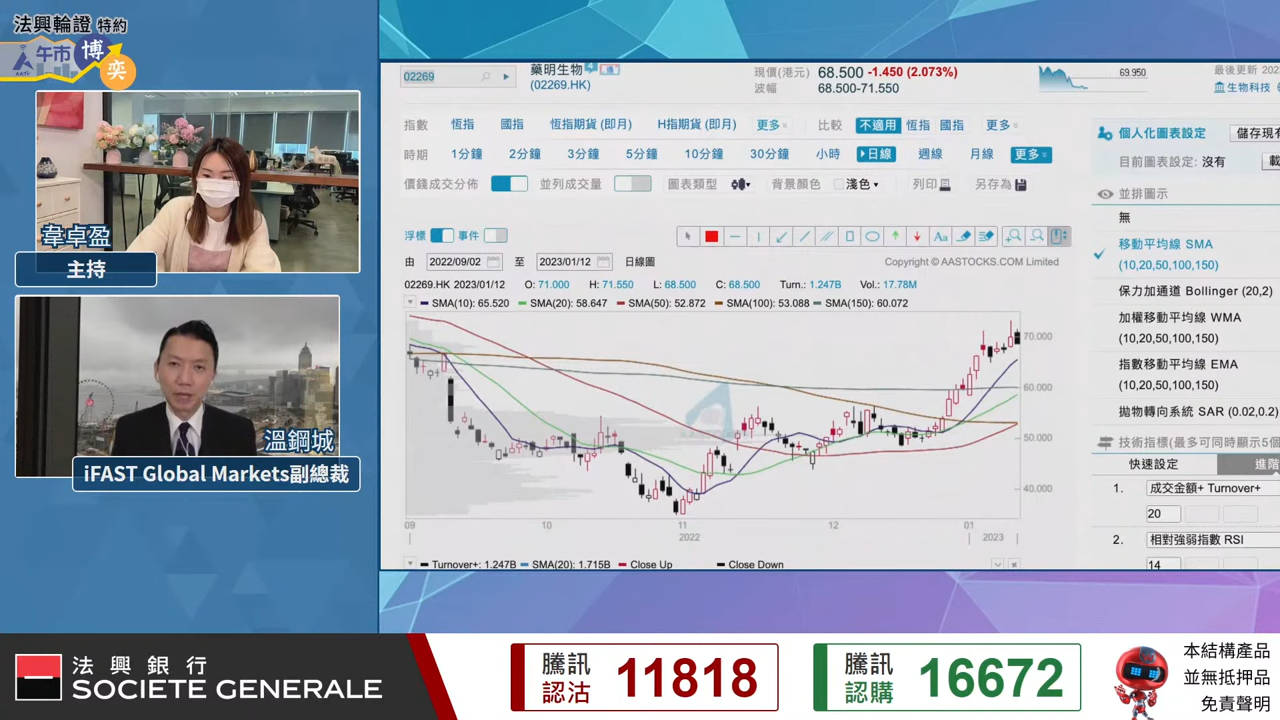 法興輪證 特約
午市
博
奕
AATV
韋卓盈
主持
溫鋼城
iFAST Global Markets副總裁
02269
藥明生物
(02269.HK)
現價(港元) 68.500 -1.450 (2.073%)
波幅 68.500-71.550
69.950
最後更新 202
生物科技
指數 恆指 國指 恆指期貨 (即月) H指期貨 (即月) 更多 比較 不適用 恆指 國指 更多
時期 1分鐘 2分鐘 3分鐘 5分鐘 10分鐘 30分鐘 小時 日線 週線 月線 更多
價錢成交分佈 並列成交量 圖表類型 背景顏色 淺色 列印 另存為
浮標 事件
Aa
由 2022/09/02 至 2023/01/12 日線圖
Copyright © AASTOCKS.COM Limited
02269.HK 2023/01/12 O: 71.000 H: 71.550 L: 68.500 C: 68.500 Turn.: 1.247B Vol.: 17.78M
SMA(10): 65.520 SMA(20): 58.647 SMA(50): 52.872 SMA(100): 53.088 SMA(150): 60.072
70.000
60.000
50.000
40.000
09 10 11 12 01
2022 2023
Turnover+: 1.247B SMA(20): 1.715B Close Up Close Down
個人化圖表設定 儲存現有
目前圖表設定: 沒有 載
並排圖示
無
移動平均線 SMA
(10,20,50,100,150)
保力加通道 Bollinger (20,2)
加權移動平均線 WMA
(10,20,50,100,150)
指數移動平均線 EMA
(10,20,50,100,150)
拋物轉向系統 SAR (0.02,0.2)
技術指標(最多可同時顯示5個
快速設定 進階
1. 成交金額+ Turnover+
20
2. 相對強弱指數 RSI
14
法興銀行
SOCIETE GENERALE
騰訊
認沽
11818
騰訊
認購
16672
本結構產品
並無抵押品
免責聲明